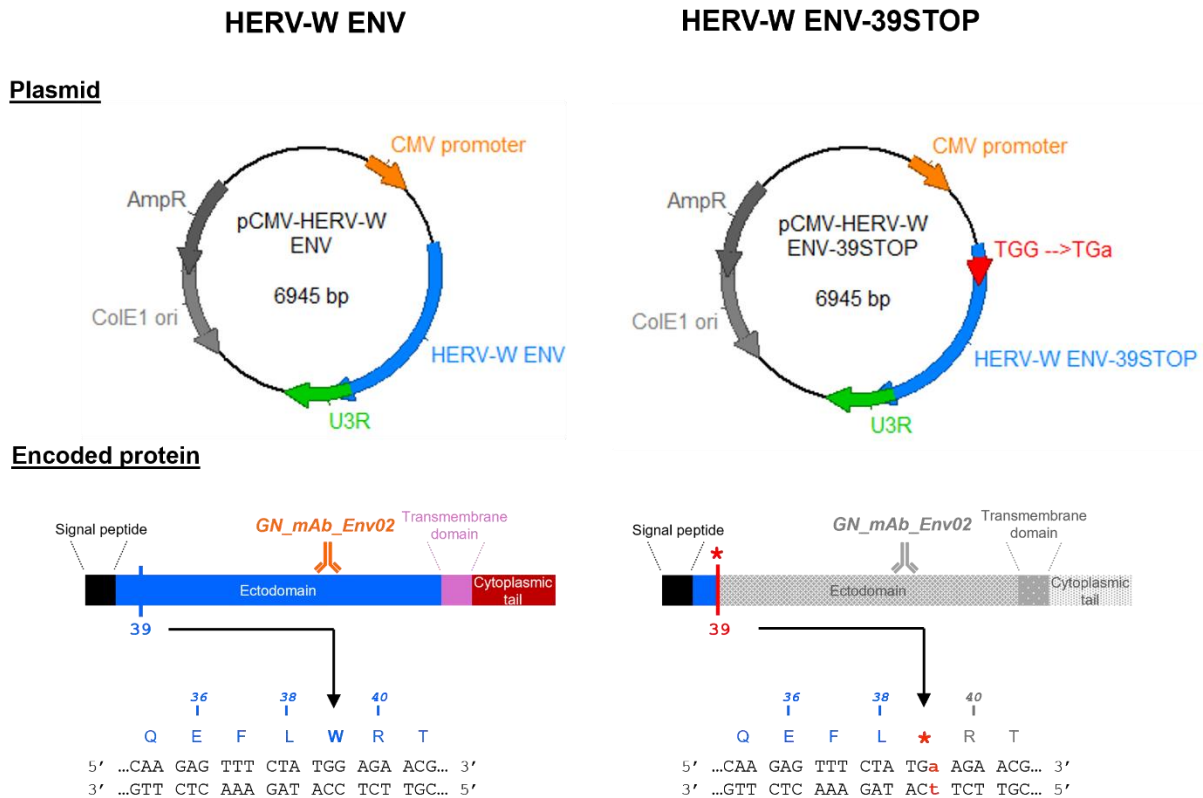 HERV-W ENV
HERV-W ENV-39STOP
Plasmid
CMV promoter
AmpR
pCMV-HERV-W
ENV
6945 bp
ColE1 ori
HERV-W ENV
U3R
CMV promoter
AmpR
pCMV-HERV-W
ENV-39STOP
TGG -->TGa
6945 bp
ColE1 ori
HERV-W ENV-39STOP
U3R
Encoded protein
Signal peptide
GN_mAb_Env02
Transmembrane
domain
Ectodomain
Cytoplasmic
tail
39
36 38 40
Q E F L W R T
5' …CAA GAG TTT CTA TGG AGA ACG… 3'
3' …GTT CTC AAA GAT ACC TCT TGC… 5'
Signal peptide
GN_mAb_Env02
Transmembrane
domain
*
Ectodomain
Cytoplasmic
tail
39
36 38 40
Q E F L * R T
5' …CAA GAG TTT CTA TGa AGA ACG… 3'
3' …GTT CTC AAA GAT ACt TCT TGC… 5'